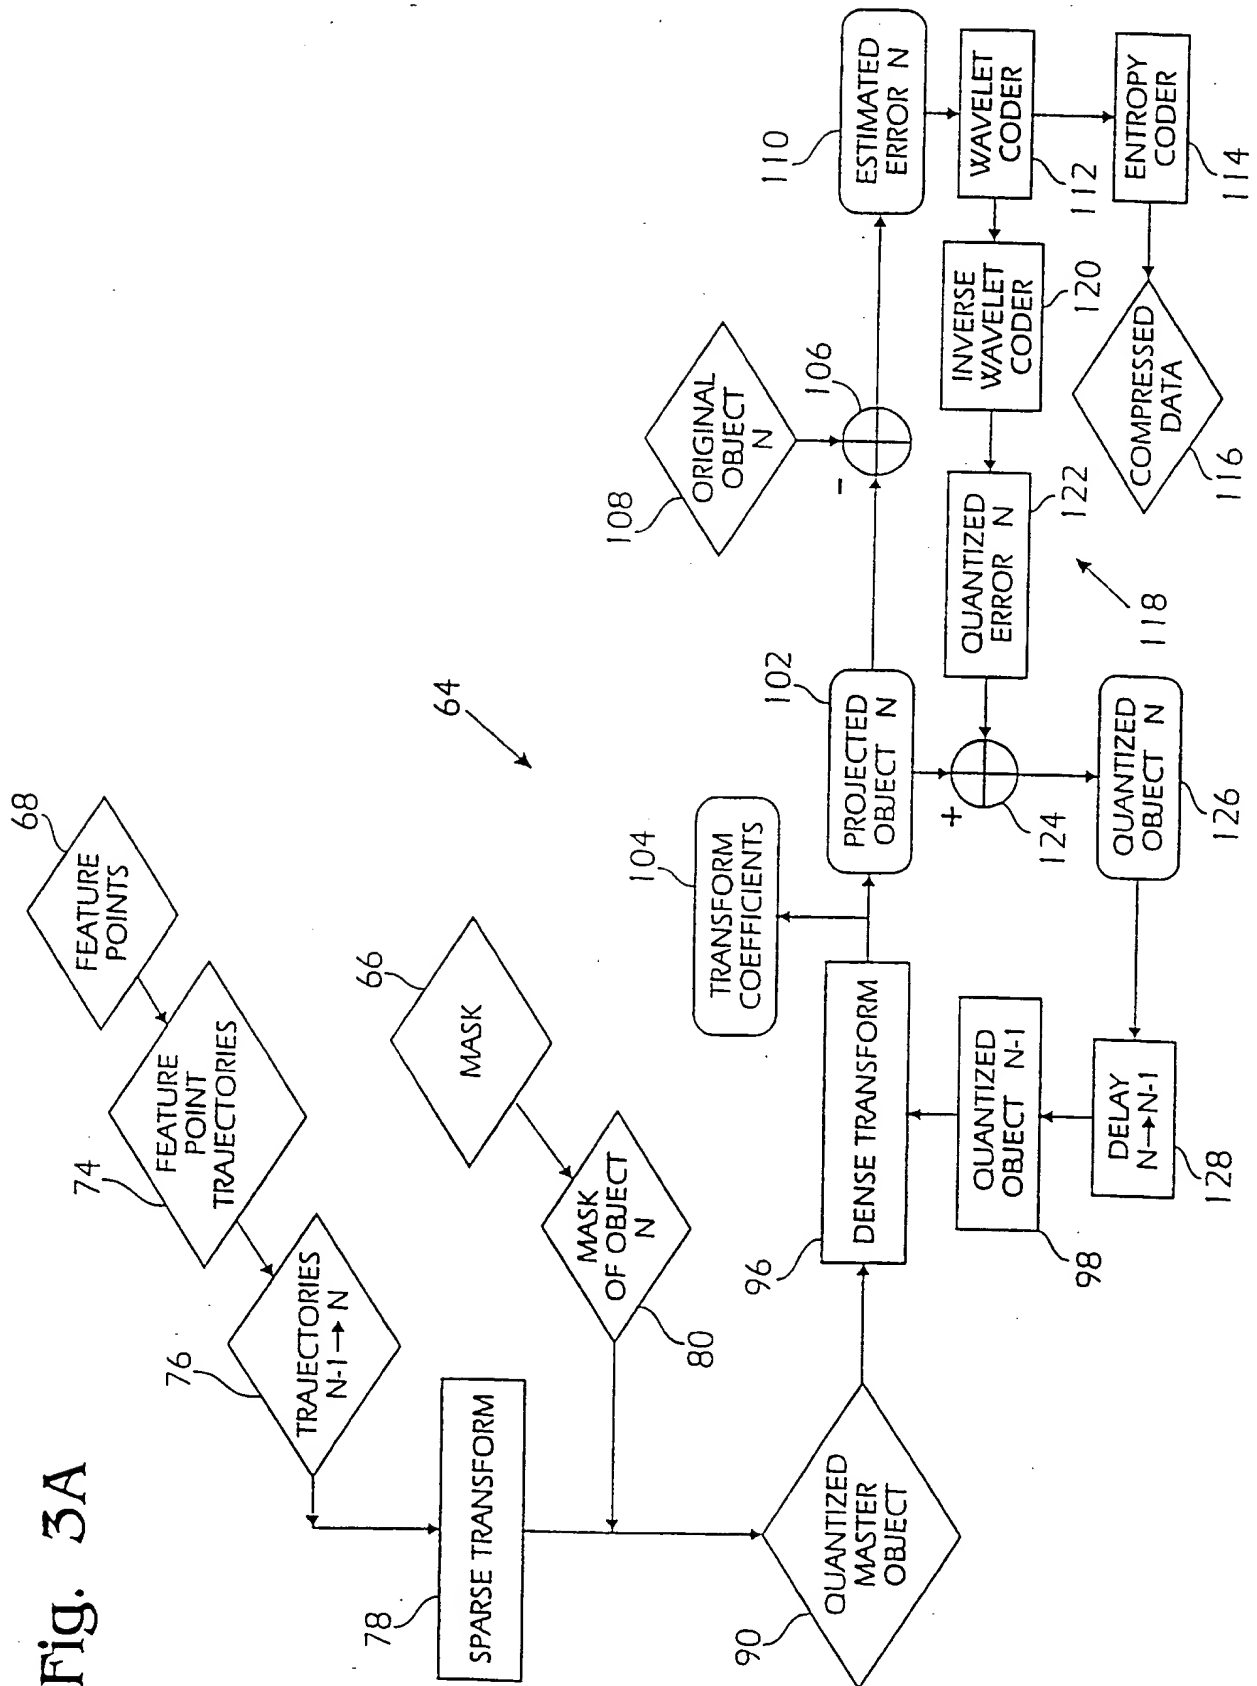 Fig. 3A
68
FEATURE
POINTS
74
FEATURE
POINT
TRAJECTORIES
76
TRAJECTORIES
N-1→N
78
SPARSE TRANSFORM
66
MASK
MASK
OF OBJECT
N
80
64
90
QUANTIZED
MASTER
OBJECT
96
DENSE TRANSFORM
104
TRANSFORM
COEFFICIENTS
102
PROJECTED
OBJECT N
108
ORIGINAL
OBJECT
N
-
106
110
ESTIMATED
ERROR N
WAVELET
CODER
112
ENTROPY
CODER
114
COMPRESSED
DATA
116
INVERSE
WAVELET
CODER
120
QUANTIZED
ERROR N
122
118
+
124
QUANTIZED
OBJECT N
126
DELAY
N→N-1
128
QUANTIZED
OBJECT N-1
98